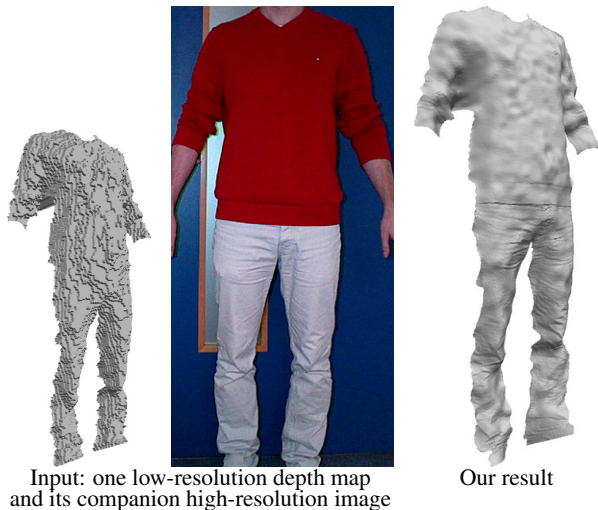 Input: one low-resolution depth map
and its companion high-resolution image
Our result